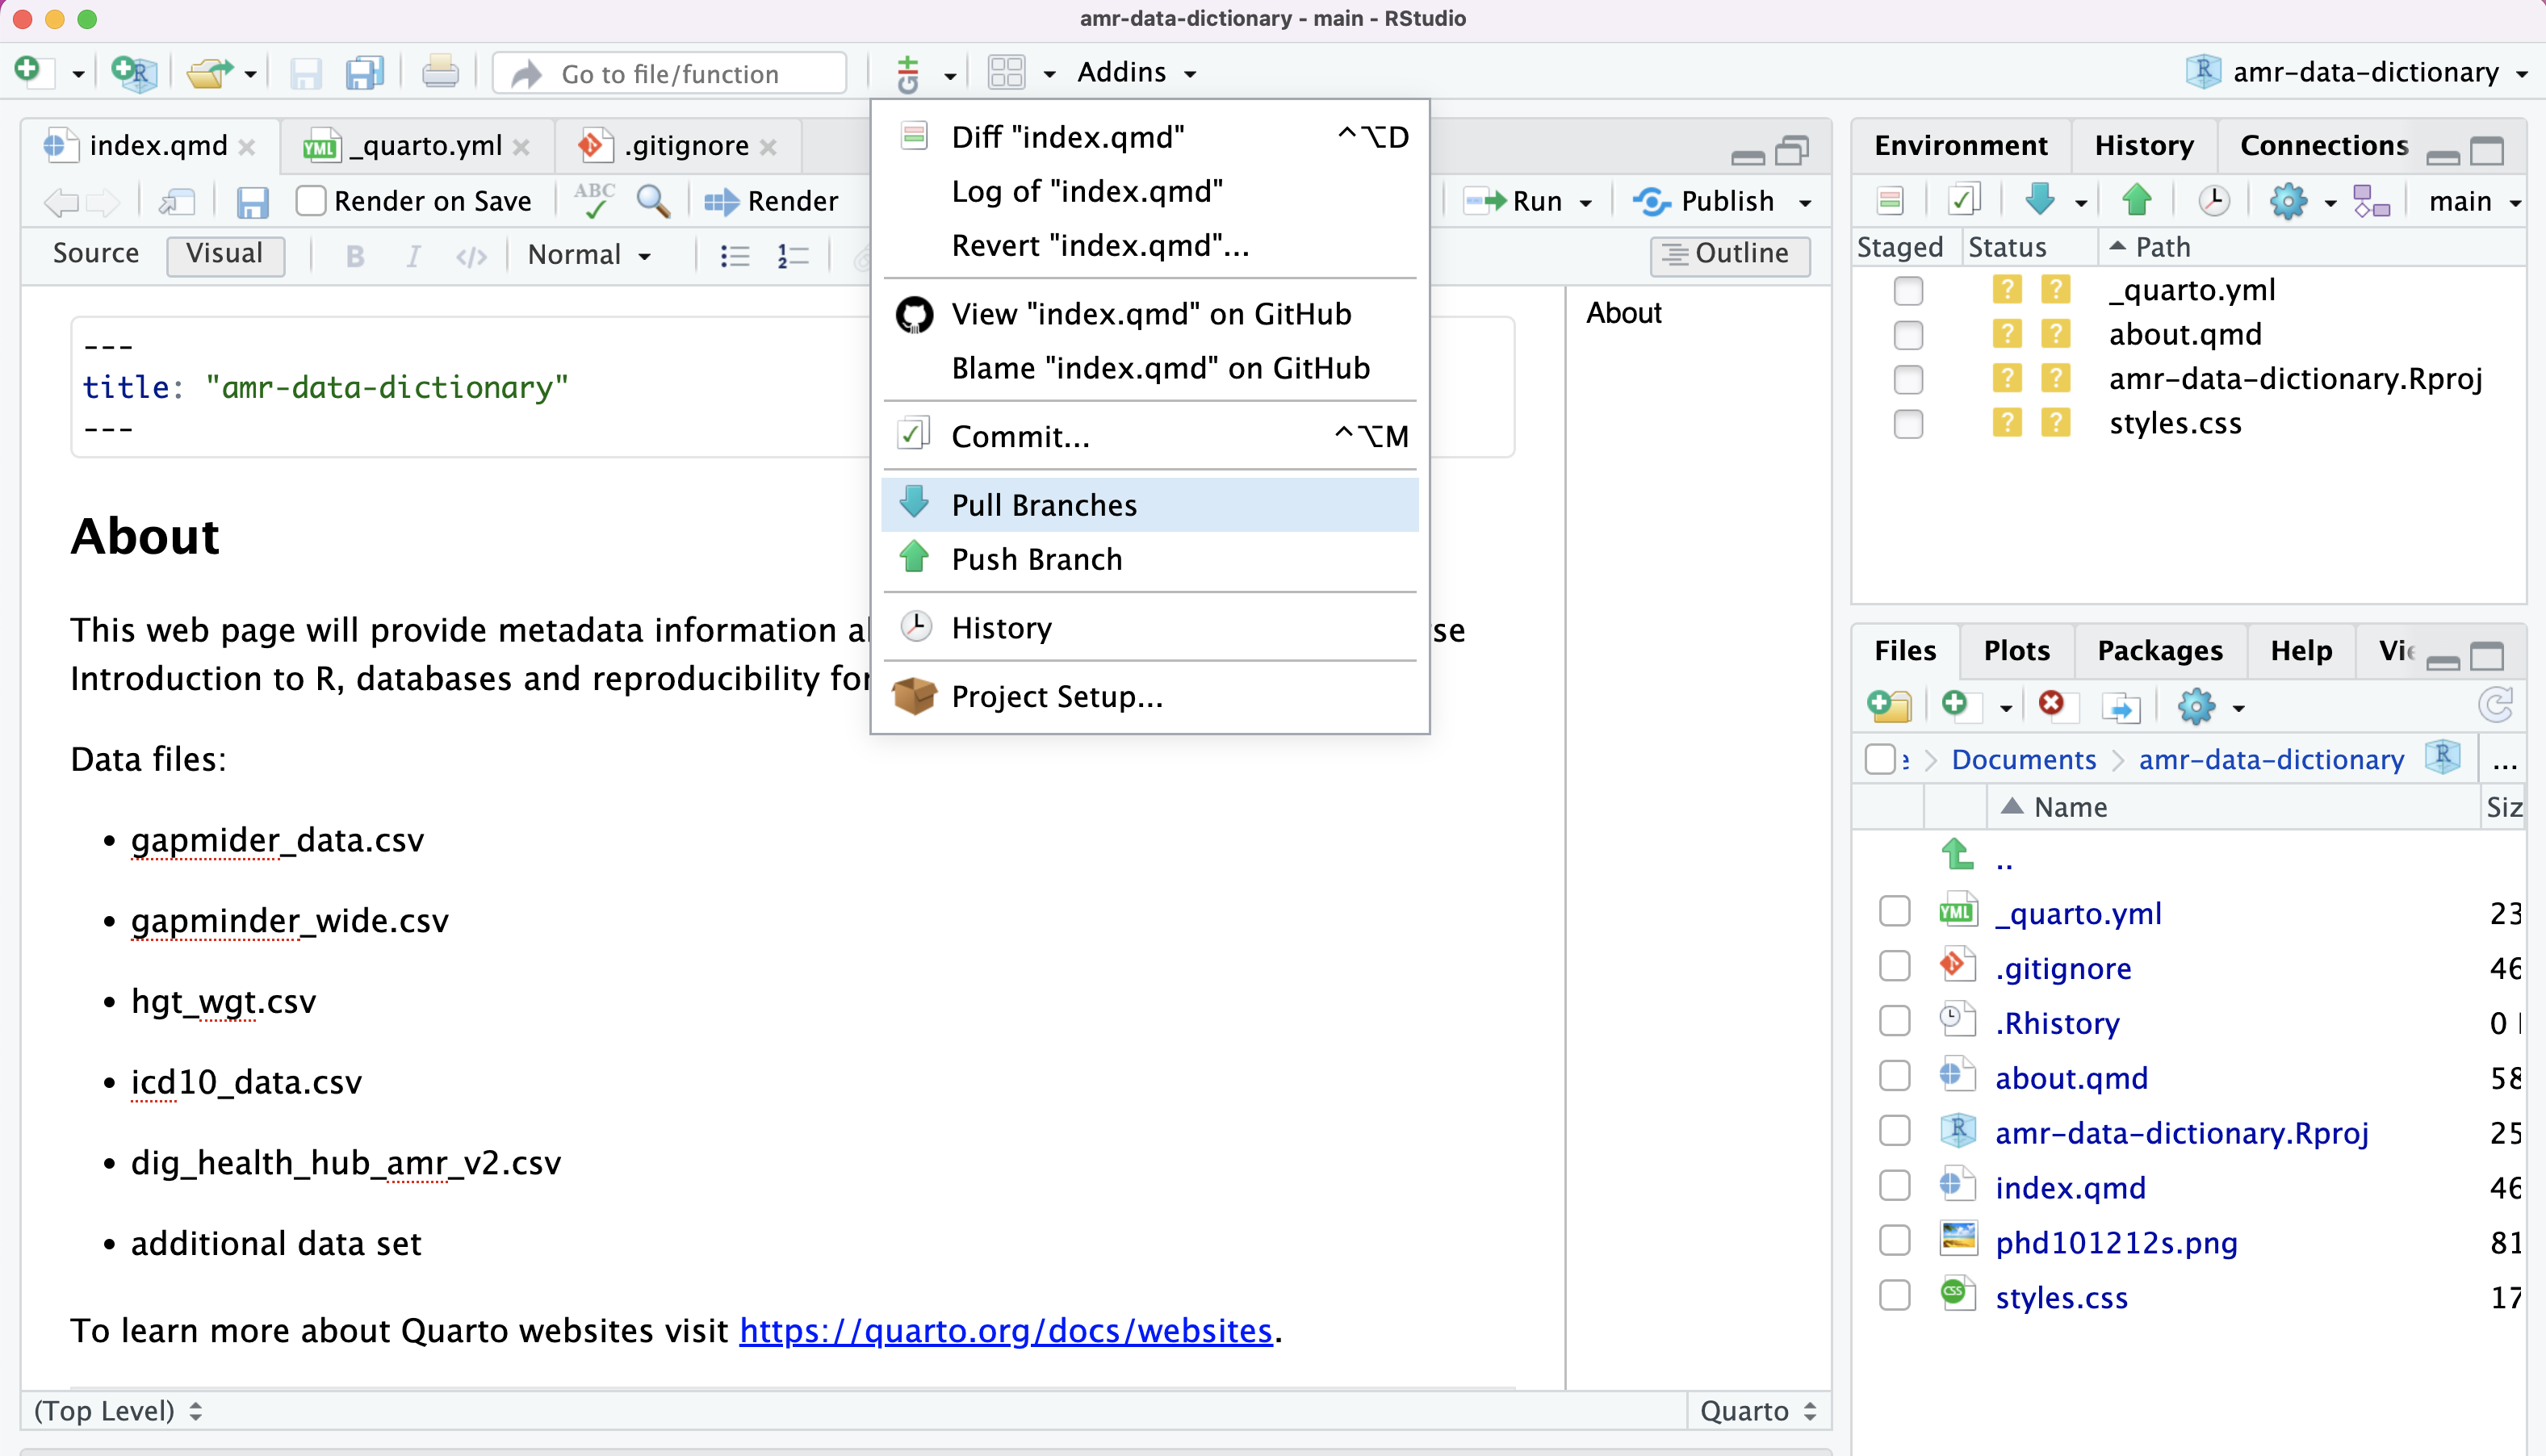 amr-data-dictionary - main - RStudio
Go to file/function
Addins
amr-data-dictionary
index.qmd
_quarto.yml
.gitignore
Render on Save
ABC
Render
Run
Publish
Source
Visual
B
I
</>
Normal
Outline
---
title: "amr-data-dictionary"
---
About
This web page will provide metadata information
se
Introduction to R, databases and reproducibility for
Data files:
• gapmider_data.csv
• gapminder_wide.csv
• hgt_wgt.csv
• icd10_data.csv
• dig_health_hub_amr_v2.csv
• additional data set
To learn more about Quarto websites visit https://quarto.org/docs/websites.
(Top Level)
Quarto
About
Diff "index.qmd" ^⌥D
Log of "index.qmd"
Revert "index.qmd"...
View "index.qmd" on GitHub
Blame "index.qmd" on GitHub
Commit... ^⌥M
Pull Branches
Push Branch
History
Project Setup...
Environment
History
Connections
main
Staged
Status
Path
? ? _quarto.yml
? ? about.qmd
? ? amr-data-dictionary.Rproj
? ? styles.css
Files
Plots
Packages
Help
e > Documents > amr-data-dictionary
...
Name
Siz
..
YML _quarto.yml 23
.gitignore 46
.Rhistory 0
about.qmd 58
R amr-data-dictionary.Rproj 25
index.qmd 46
phd101212s.png 81
CSS styles.css 17